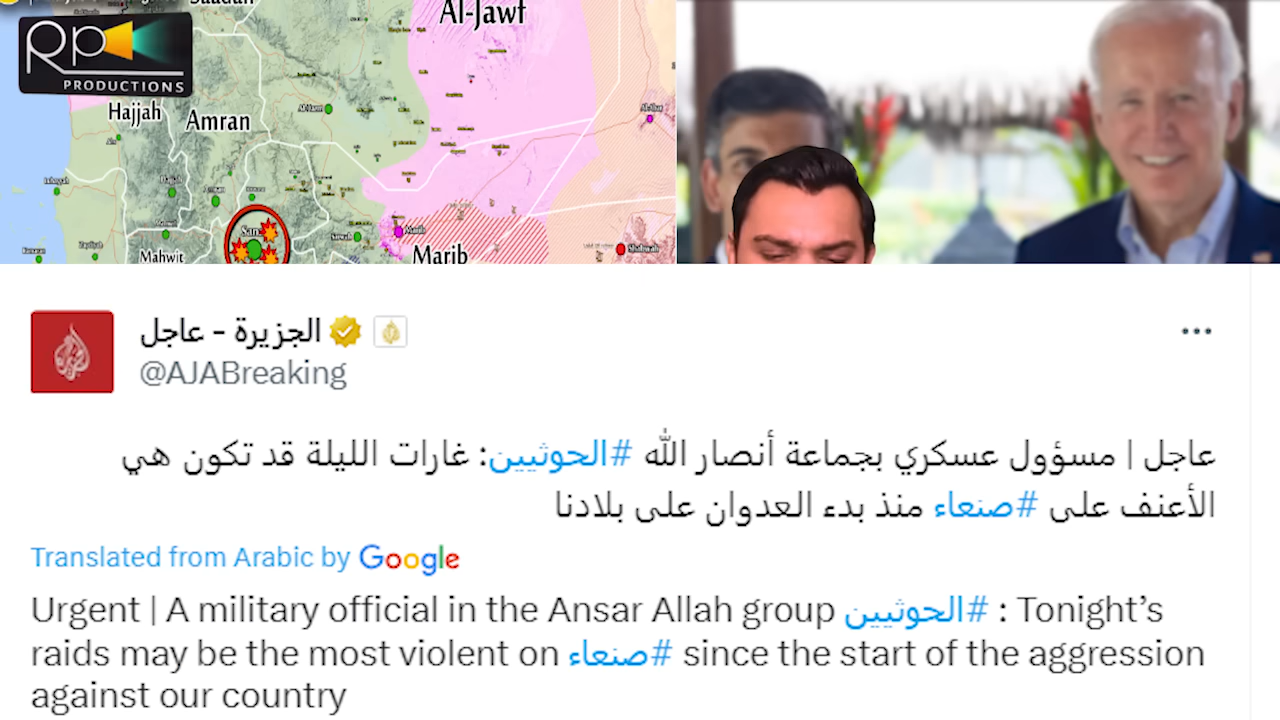 Al-Jawf
RP
PRODUCTIONS
Hajjah
Amran
Mahwit
Marib
Marib
Shabwah
الجزيرة - عاجل
@AJABreaking
عاجل | مسؤول عسكري بجماعة أنصار الله #الحوثيين: غارات الليلة قد تكون هي
الأعنف على #صنعاء منذ بدء العدوان على بلادنا
Translated from Arabic by Google
Urgent | A military official in the Ansar Allah group #الحوثيين : Tonight’s
raids may be the most violent on #صنعاء since the start of the aggression
against our country